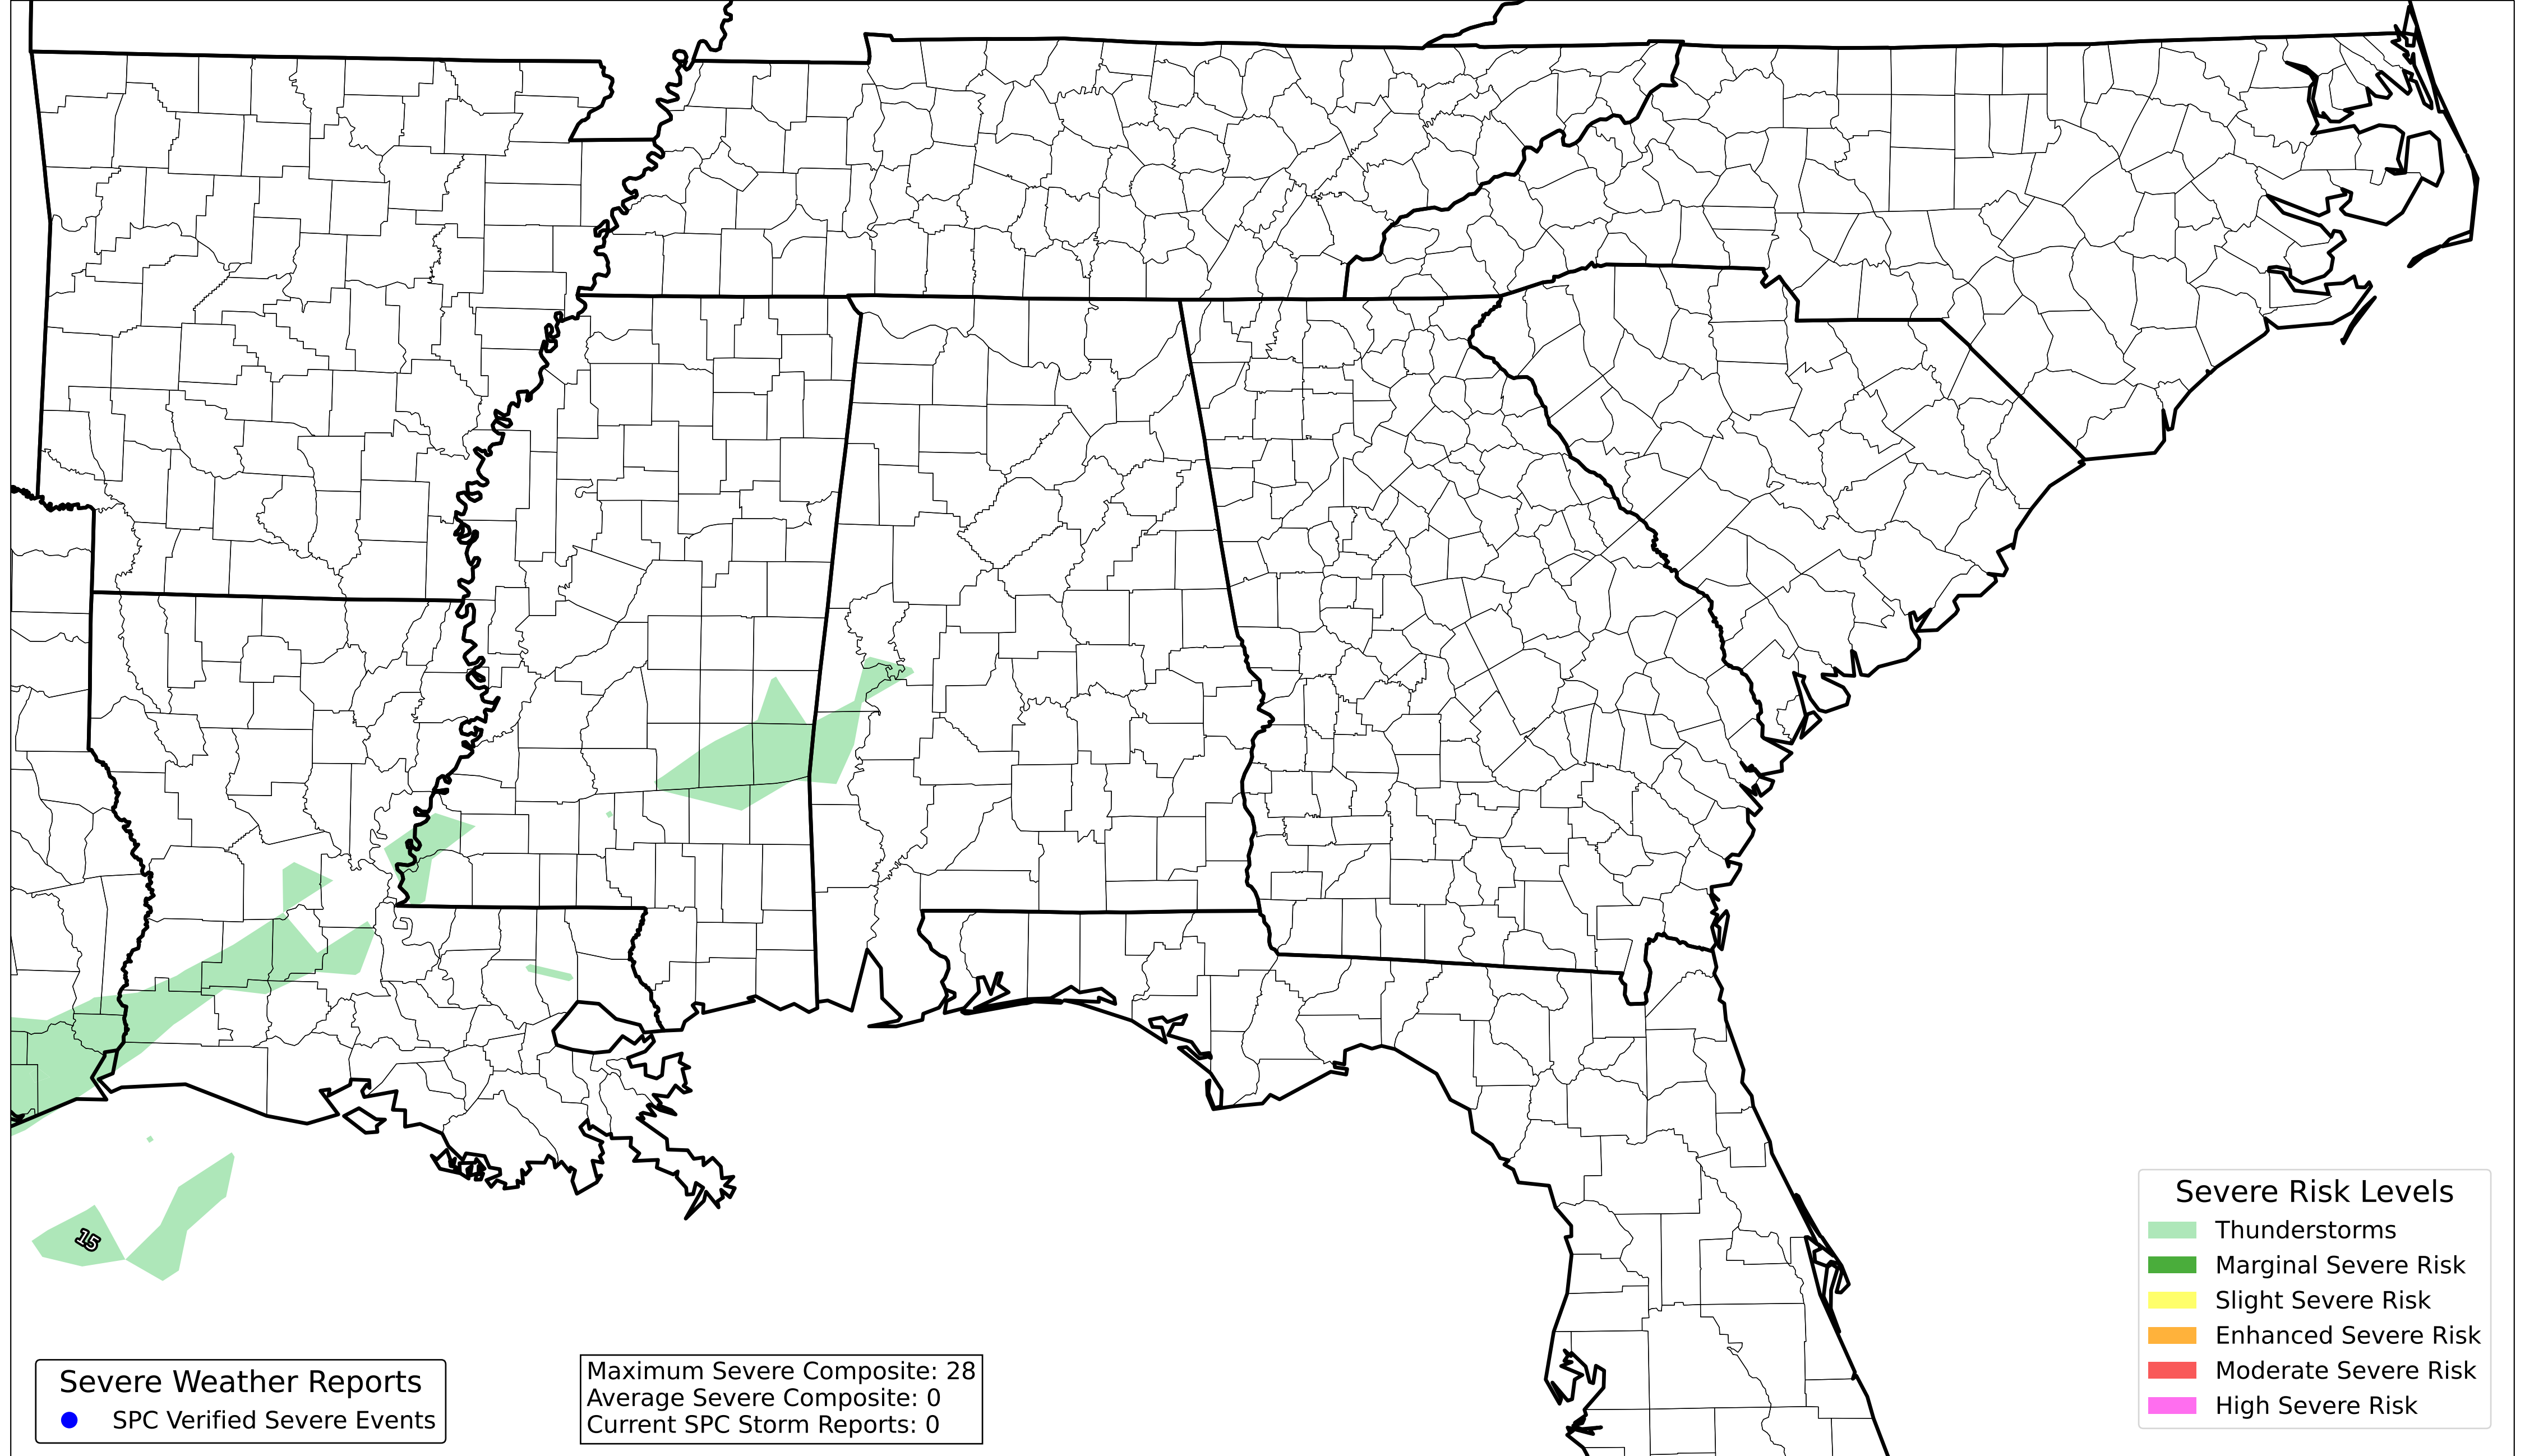 15
Severe Risk Levels
Thunderstorms
Marginal Severe Risk
Slight Severe Risk
Enhanced Severe Risk
Moderate Severe Risk
High Severe Risk
Severe Weather Reports
SPC Verified Severe Events
Maximum Severe Composite: 28
Average Severe Composite: 0
Current SPC Storm Reports: 0